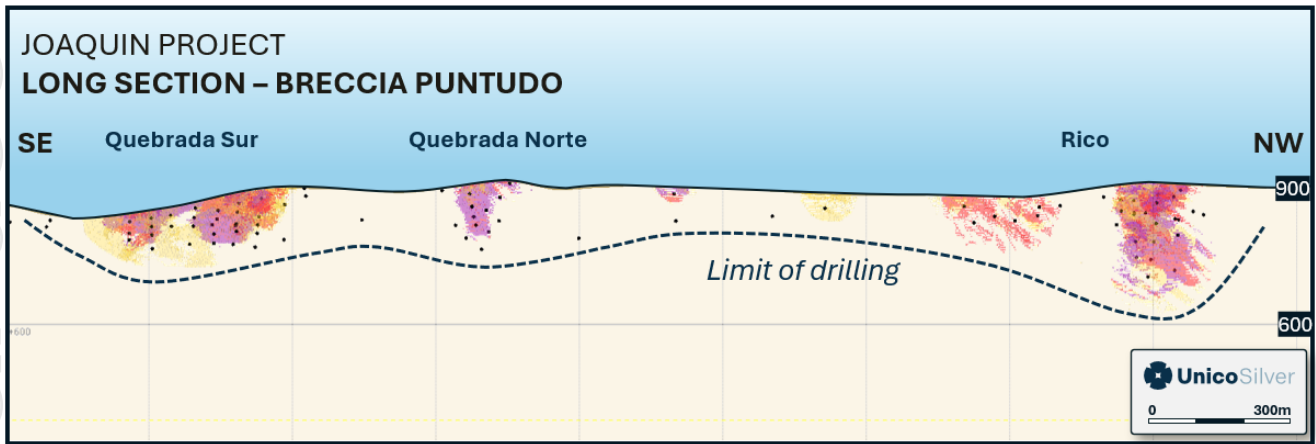 JOAQUIN PROJECT
LONG SECTION – BRECCIA PUNTUDO
SE
Quebrada Sur
Quebrada Norte
Rico
NW
900
Limit of drilling
600
+600
UnicoSilver
0 300m